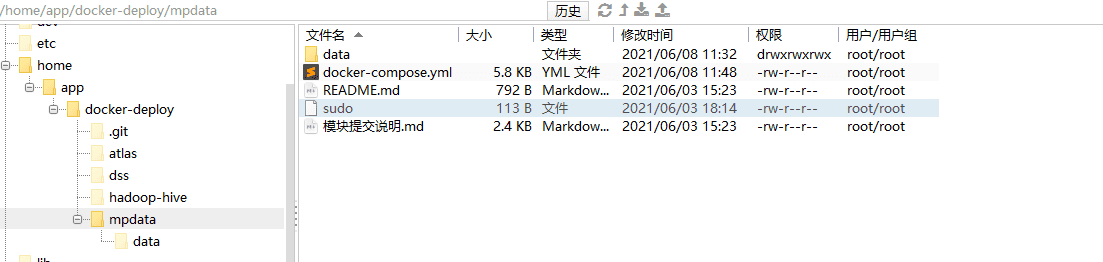 /home/app/docker-deploy/mpdata 历史
文件名 大小 类型 修改时间 权限 用户/用户组
etc
home
app
docker-deploy
.git
atlas
dss
hadoop-hive
mpdata
data
data 文件夹 2021/06/08 11:32 drwxrwxrwx root/root
docker-compose.yml 5.8 KB YML 文件 2021/06/08 11:48 -rw-r--r-- root/root
README.md 792 B Markdow... 2021/06/03 15:23 -rw-r--r-- root/root
sudo 113 B 文件 2021/06/03 18:14 -rw-r--r-- root/root
模块提交说明.md 2.4 KB Markdow... 2021/06/03 15:23 -rw-r--r-- root/root